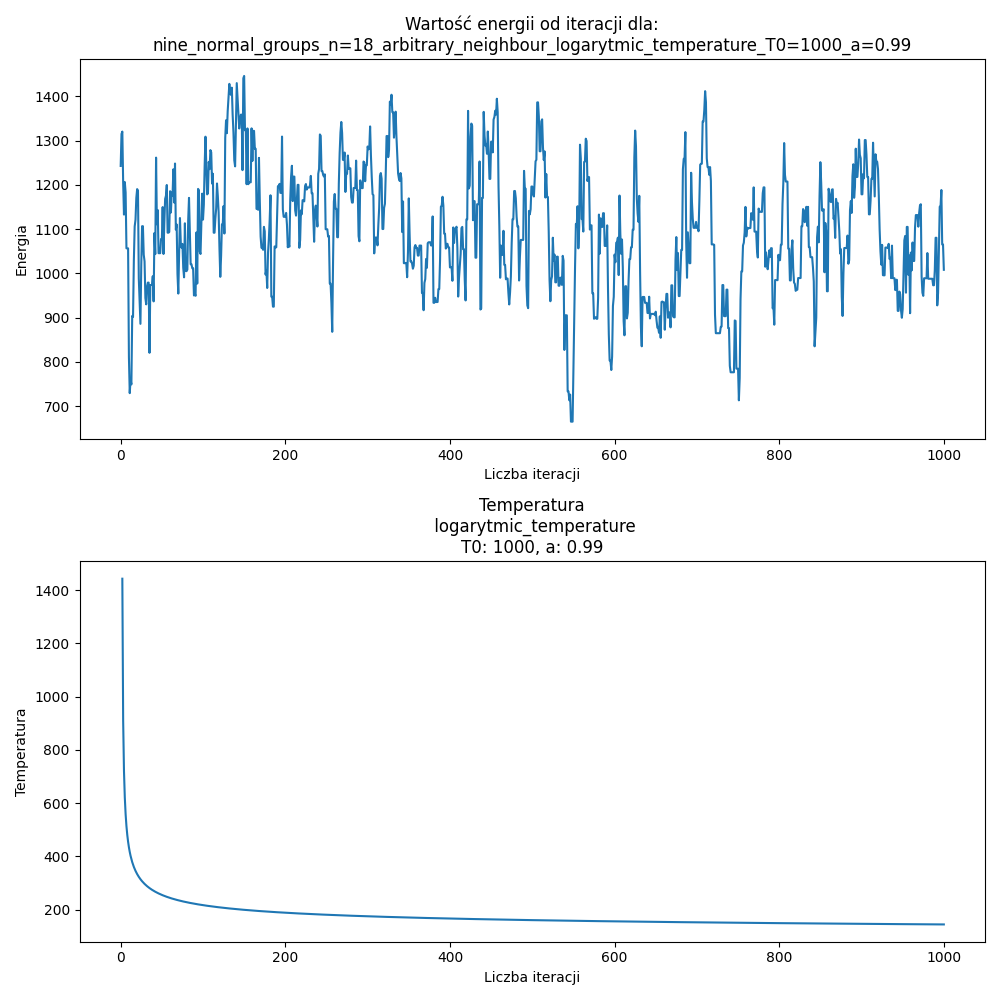 Wartość energii od iteracji dla:
nine_normal_groups_n=18_arbitrary_neighbour_logarytmic_temperature_T0=1000_a=0.99
1400
1300
1200
1100
1000
900
800
700
Energia
0 200 400 600 800 1000
Liczba iteracji
Temperatura
logarytmic_temperature
T0: 1000, a: 0.99
1400
1200
1000
800
600
400
200
Temperatura
0 200 400 600 800 1000
Liczba iteracji